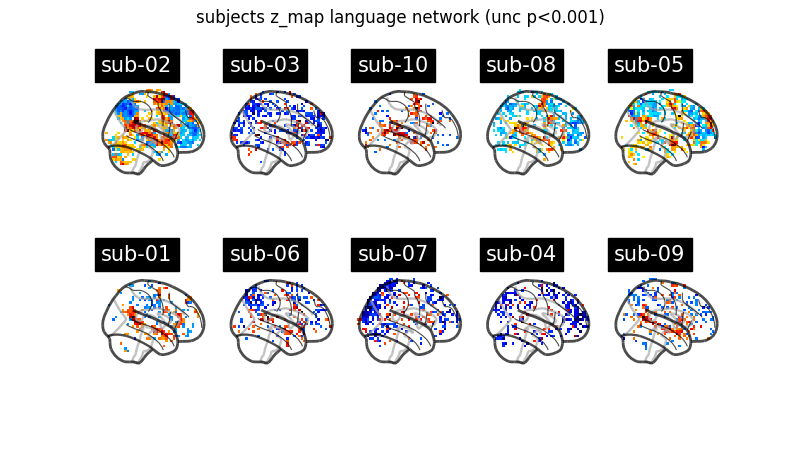 subjects z_map language network (unc p<0.001)
sub-02 sub-03 sub-10 sub-08 sub-05
sub-01 sub-06 sub-07 sub-04 sub-09